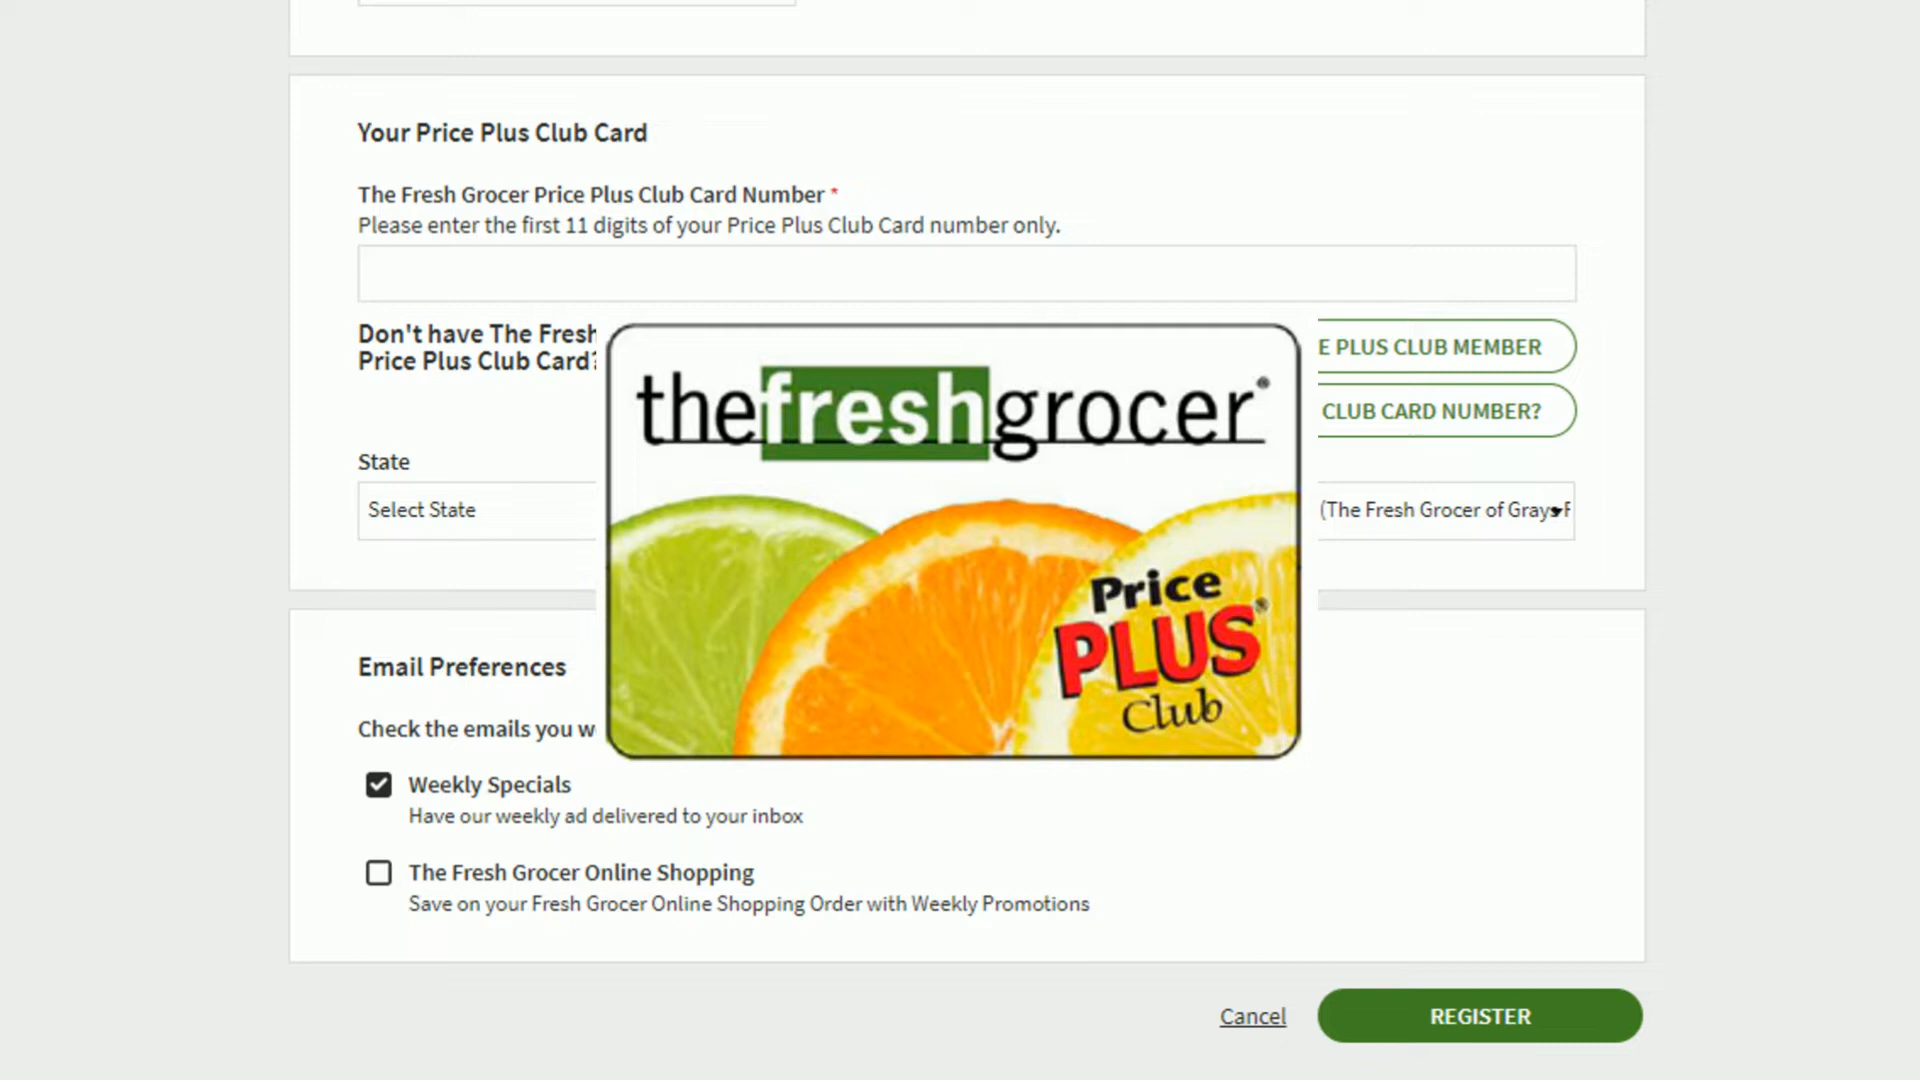 Your Price Plus Club Card
The Fresh Grocer Price Plus Club Card Number *
Please enter the first 11 digits of your Price Plus Club Card number only.
Don't have The Fresh
Price Plus Club Card?
E PLUS CLUB MEMBER
CLUB CARD NUMBER?
thefreshgrocer®
Price
PLUS®
Club
State
Select State
(The Fresh Grocer of Grays F
Email Preferences
Check the emails you w
Weekly Specials
Have our weekly ad delivered to your inbox
The Fresh Grocer Online Shopping
Save on your Fresh Grocer Online Shopping Order with Weekly Promotions
Cancel
REGISTER